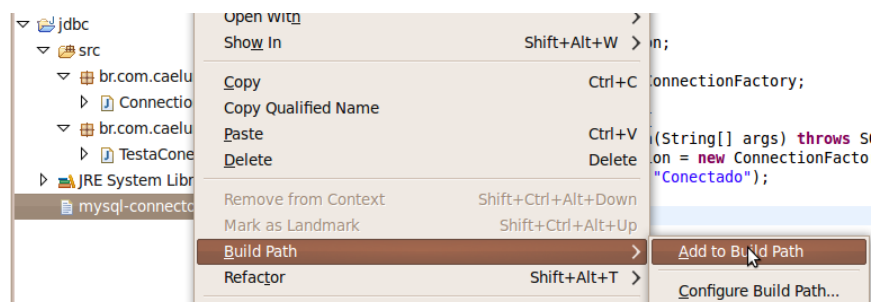 jdbc
src
br.com.caelu
Connectio
br.com.caelu
TestaCone
JRE System Libr
mysql-connecto
Open With
Show In Shift+Alt+W
Copy Ctrl+C
Copy Qualified Name
Paste Ctrl+V
Delete Delete
Remove from Context Shift+Ctrl+Alt+Down
Mark as Landmark Shift+Ctrl+Alt+Up
Build Path
Refactor Shift+Alt+T
Add to Build Path
Configure Build Path...
on;
onnectionFactory;
(String[] args) throws SQ
on = new ConnectionFacto
"Conectado");